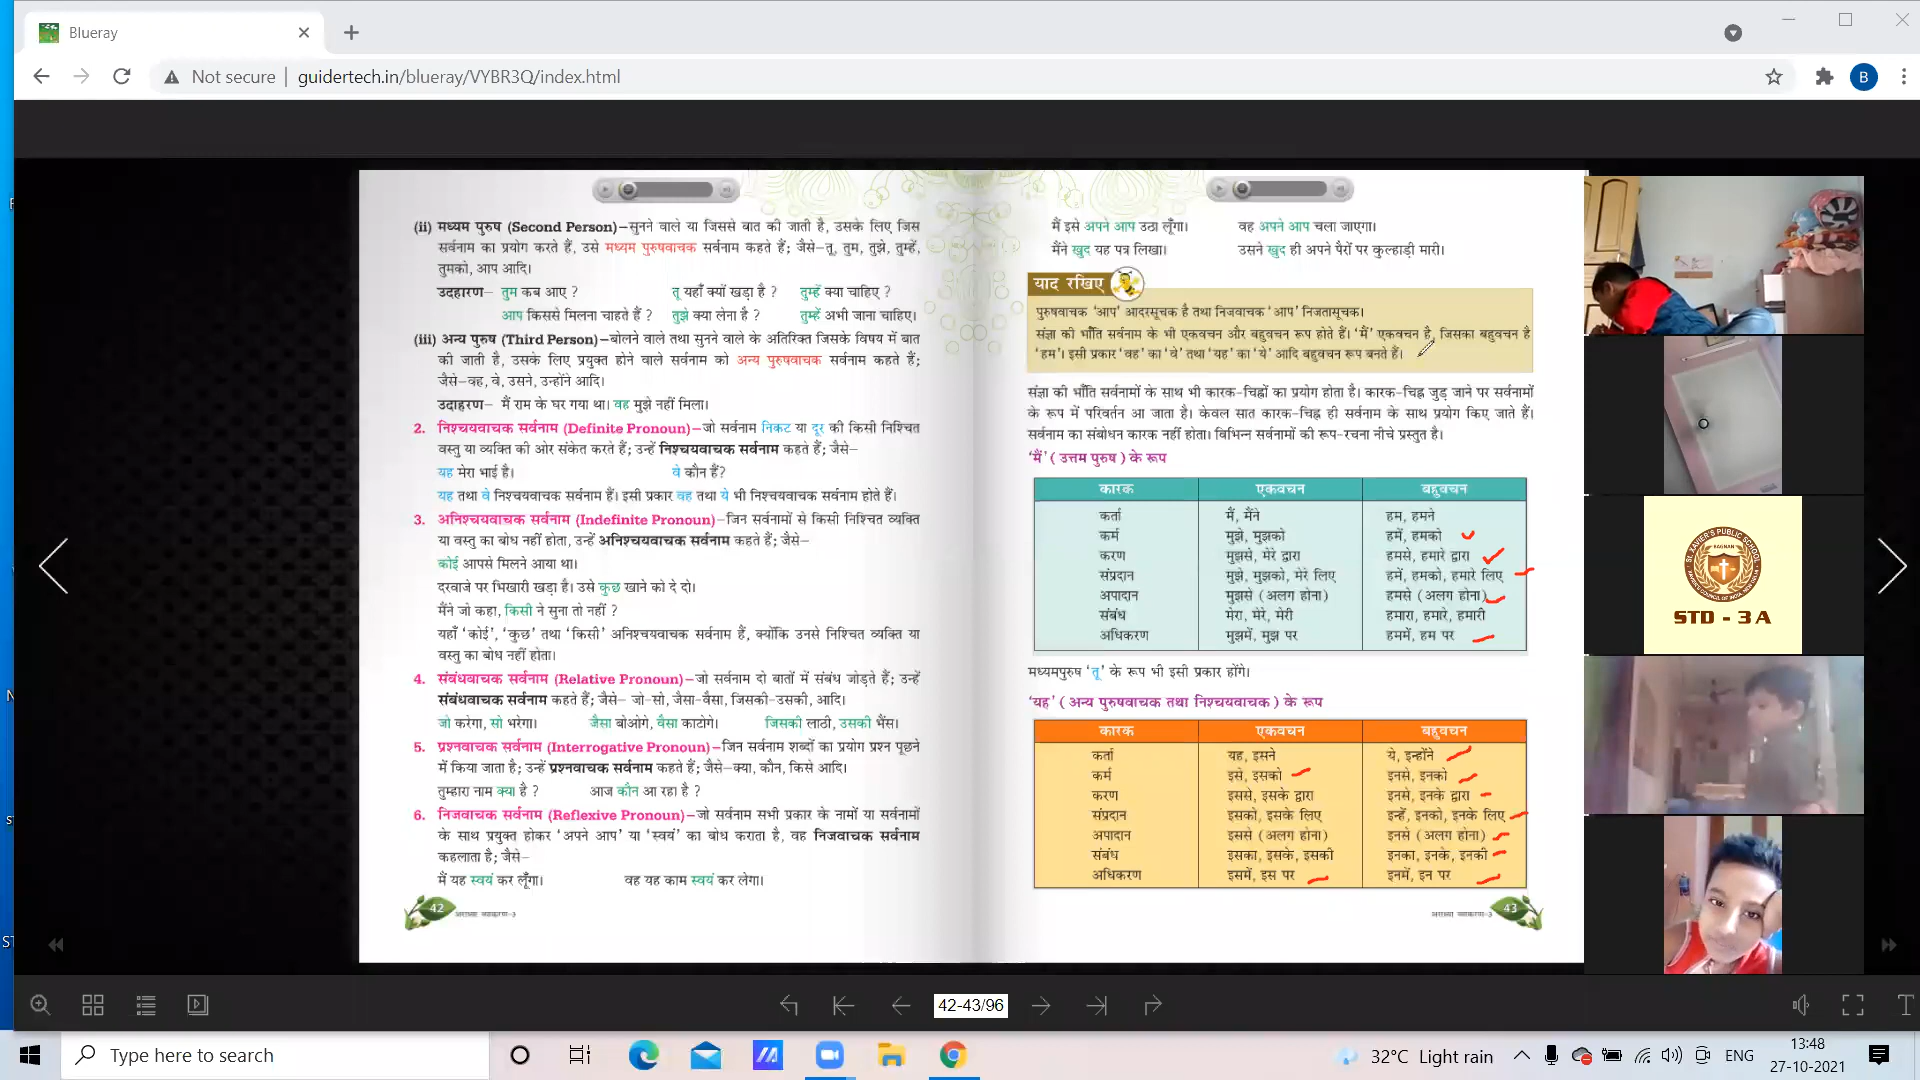 Blueray
Not secure | guidertech.in/blueray/VYBR3Q/index.html
B
(ii) मध्यम पुरुष (Second Person)–सुनने वाले या जिससे बात की जाती है, उसके लिए जिस
सर्वनाम का प्रयोग करते हैं, उसे मध्यम पुरुषवाचक सर्वनाम कहते हैं; जैसे–तू, तुम, तुझे, तुम्हें,
तुमको, आप आदि।
उदहारण– तुम कब आए ? तू यहाँ क्यों खड़ा है ? तुम्हें क्या चाहिए ?
आप किससे मिलना चाहते हैं ? तुझे क्या लेना है ? तुम्हें अभी जाना चाहिए।
(iii) अन्य पुरुष (Third Person)–बोलने वाले तथा सुनने वाले के अतिरिक्त जिसके विषय में बात
की जाती है, उसके लिए प्रयुक्त होने वाले सर्वनाम को अन्य पुरुषवाचक सर्वनाम कहते हैं;
जैसे–वह, वे, उसने, उन्होंने आदि।
उदाहरण– मैं राम के घर गया था। वह मुझे नहीं मिला।
2. निश्चयवाचक सर्वनाम (Definite Pronoun)–जो सर्वनाम निकट या दूर की किसी निश्चित
वस्तु या व्यक्ति की ओर संकेत करते हैं; उन्हें निश्चयवाचक सर्वनाम कहते हैं; जैसे–
यह मेरा भाई है। वे कौन हैं?
यह तथा वे निश्चयवाचक सर्वनाम हैं। इसी प्रकार वह तथा ये भी निश्चयवाचक सर्वनाम होते हैं।
3. अनिश्चयवाचक सर्वनाम (Indefinite Pronoun)–जिन सर्वनामों से किसी निश्चित व्यक्ति
या वस्तु का बोध नहीं होता, उन्हें अनिश्चयवाचक सर्वनाम कहते हैं; जैसे–
कोई आपसे मिलने आया था।
दरवाजे पर भिखारी खड़ा है। उसे कुछ खाने को दे दो।
मैंने जो कहा, किसी ने सुना तो नहीं ?
यहाँ ‘कोई’, ‘कुछ’ तथा ‘किसी’ अनिश्चयवाचक सर्वनाम हैं, क्योंकि उनसे निश्चित व्यक्ति या
वस्तु का बोध नहीं होता।
4. संबंधबाचक सर्वनाम (Relative Pronoun)–जो सर्वनाम दो बातों में संबंध जोड़ते हैं; उन्हें
संबंधवाचक सर्वनाम कहते हैं; जैसे– जो-सो, जैसा-वैसा, जिसकी-उसकी, आदि।
जो करेगा, सो भरेगा। जैसा बोओगे, वैसा काटोगे। जिसकी लाठी, उसकी भैंस।
5. प्रश्नवाचक सर्वनाम (Interrogative Pronoun)–जिन सर्वनाम शब्दों का प्रयोग प्रश्न पूछने
में किया जाता है; उन्हें प्रश्नवाचक सर्वनाम कहते हैं; जैसे–क्या, कौन, किसे आदि।
तुम्हारा नाम क्या है ? आज कौन आ रहा है ?
6. निजवाचक सर्वनाम (Reflexive Pronoun)–जो सर्वनाम सभी प्रकार के नामों या सर्वनामों
के साथ प्रयुक्त होकर ‘अपने आप’ या ‘स्वयं’ का बोध कराता है, वह निजवाचक सर्वनाम
कहलाता है; जैसे–
मैं यह स्वयं कर लूँगा। वह यह काम स्वयं कर लेगा।
42
मैं इसे अपने आप उठा लूँगा। वह अपने आप चला जाएगा।
मैंने खुद यह पत्र लिखा। उसने खुद ही अपने पैरों पर कुल्हाड़ी मारी।
याद रखिए
पुरुषवाचक ‘आप’ आदरसूचक है तथा निजवाचक ‘आप’ निजतासूचक।
संज्ञा की भाँति सर्वनाम के भी एकवचन और बहुवचन रूप होते हैं। ‘मैं’ एकवचन है, जिसका बहुवचन है
‘हम’। इसी प्रकार ‘वह’ का ‘वे’ तथा ‘यह’ का ‘ये’ आदि बहुवचन रूप बनते हैं।
संज्ञा की भाँति सर्वनामों के साथ भी कारक-चिह्नों का प्रयोग होता है। कारक-चिह्न जुड़ जाने पर सर्वनामों
के रूप में परिवर्तन आ जाता है। केवल सात कारक-चिह्न ही सर्वनाम के साथ प्रयोग किए जाते हैं।
सर्वनाम का संबोधन कारक नहीं होता। विभिन्न सर्वनामों की रूप-रचना नीचे प्रस्तुत है।
‘मैं’ ( उत्तम पुरुष ) के रूप
कारक एकवचन बहुवचन
कर्ता मैं, मैंने हम, हमने
कर्म मुझे, मुझको हमें, हमको
करण मुझसे, मेरे द्वारा हमसे, हमारे द्वारा
संप्रदान मुझे, मुझको, मेरे लिए हमें, हमको, हमारे लिए
अपादान मुझसे (अलग होना) हमसे (अलग होना)
संबंध मेरा, मेरे, मेरी हमारा, हमारे, हमारी
अधिकरण मुझमें, मुझ पर हममें, हम पर
मध्यमपुरुष ‘तू’ के रूप भी इसी प्रकार होंगे।
‘यह’ ( अन्य पुरुषवाचक तथा निश्चयवाचक ) के रूप
कारक एकवचन बहुवचन
कर्ता यह, इसने ये, इन्होंने
कर्म इसे, इसको इनसे, इनको
करण इससे, इसके द्वारा इनसे, इनके द्वारा
संप्रदान इसको, इसके लिए इन्हें, इनको, इनके लिए
अपादान इससे (अलग होना) इनसे (अलग होना)
संबंध इसका, इसके, इसकी इनका, इनके, इनकी
अधिकरण इसमें, इस पर इनमें, इन पर
43
STD - 3 A
42-43/96
Type here to search
32°C Light rain
ENG
13:48
27-10-2021